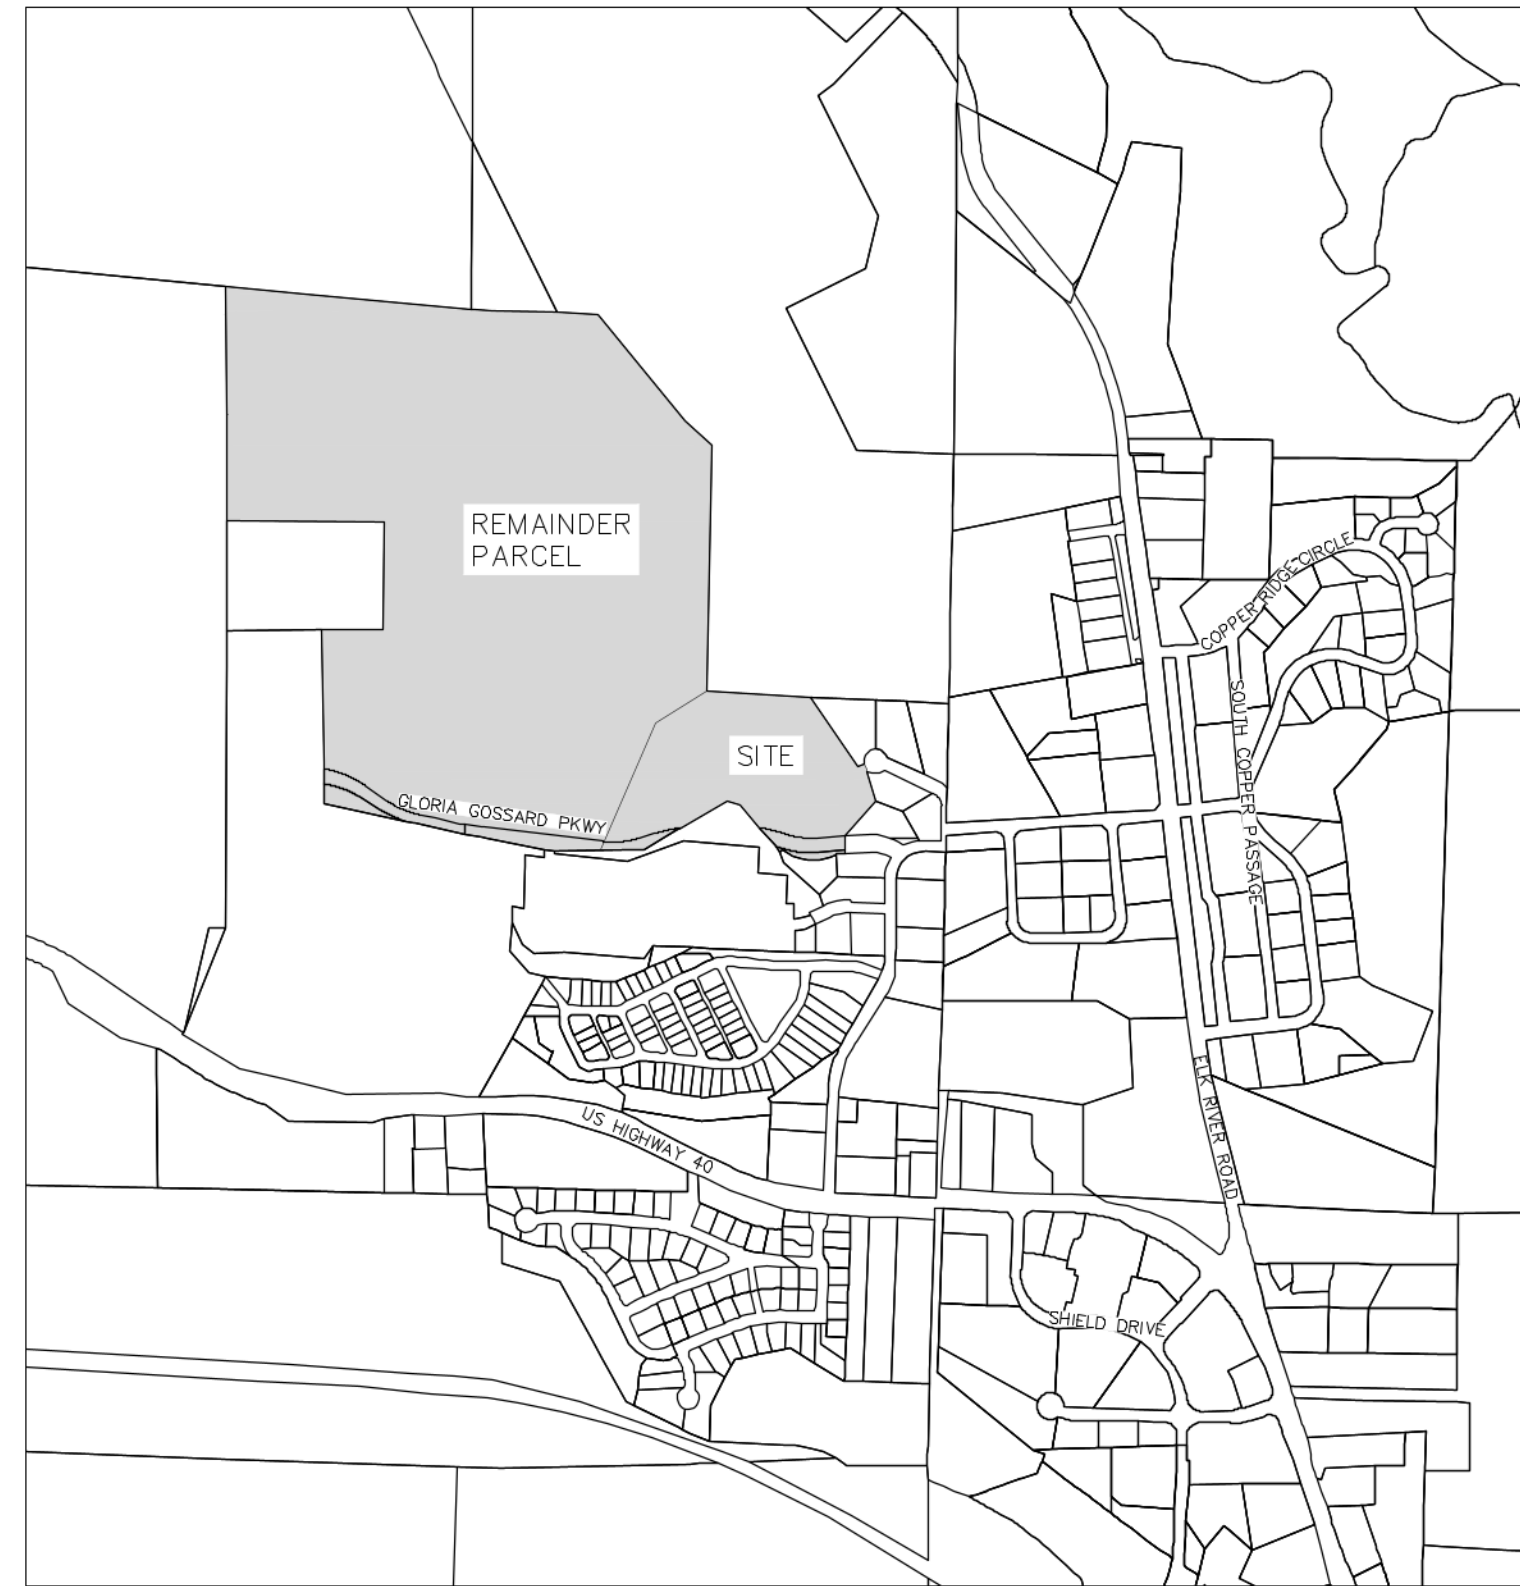 REMAINDER
PARCEL
COPPER RIDGE CIRCLE
SITE
SOUTH COPPER PASSAGE
GLORIA GOSSARD PKWY
US HIGHWAY 40
ELK RIVER ROAD
SHIELD DRIVE